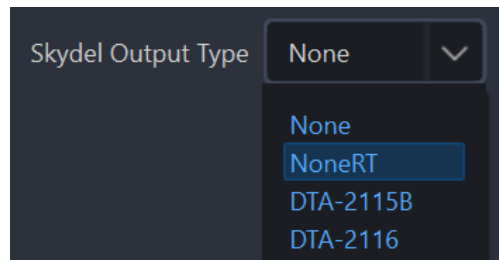 Skydel Output Type None
None
NoneRT
DTA-2115B
DTA-2116